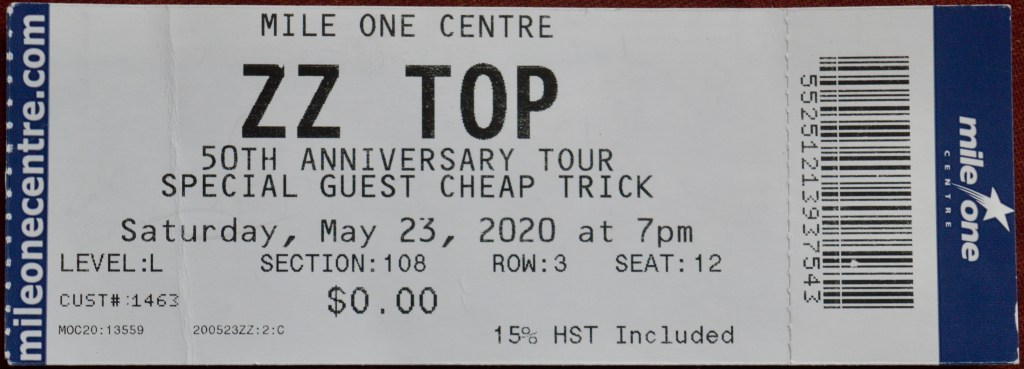 mileonecentre.com
MILE ONE CENTRE
ZZ TOP
50TH ANNIVERSARY TOUR
SPECIAL GUEST CHEAP TRICK
Saturday, May 23, 2020 at 7pm
LEVEL:L SECTION:108 ROW:3 SEAT:12
CUST#:1463 $0.00
MOC20:13559 200523ZZ:2:C 15% HST Included
55251213937543
mile one
CENTRE